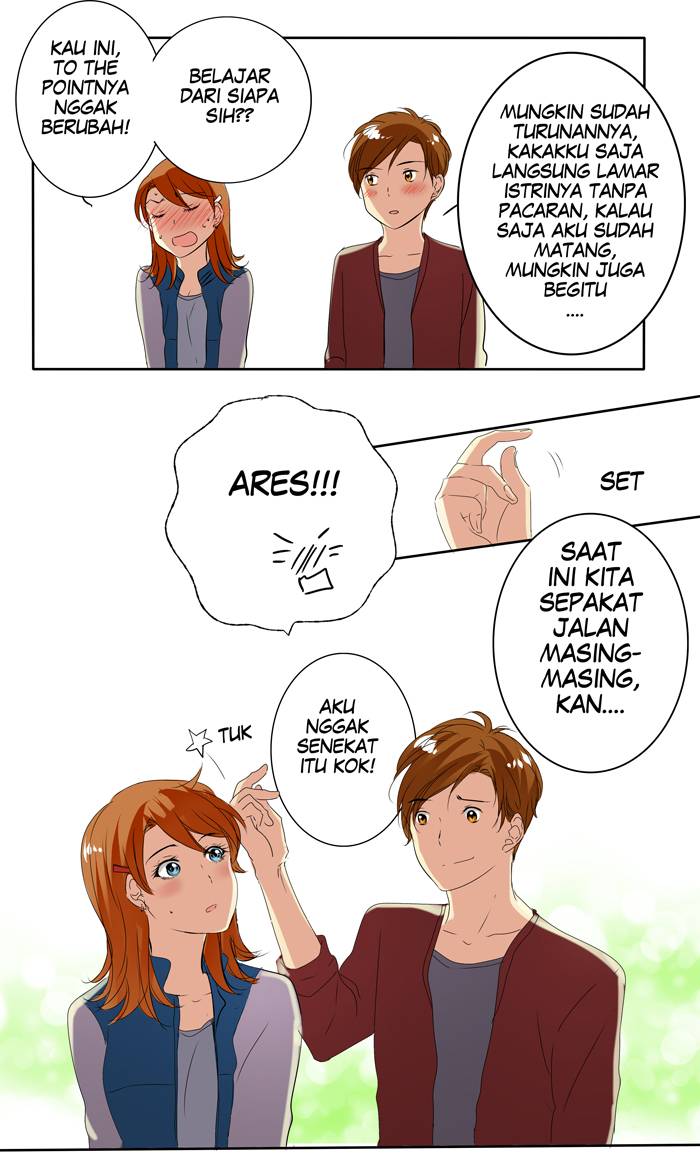 KAU INI,
TO THE
POINTNYA
NGGAK
BERUBAH!
BELAJAR
DARI SIAPA
SIH??
MUNGKIN SUDAH
TURUNANNYA,
KAKAKKU SAJA
LANGSUNG LAMAR
ISTRINYA TANPA
PACARAN, KALAU
SAJA AKU SUDAH
MATANG,
MUNGKIN JUGA
BEGITU
....
ARES!!!
SET
SAAT
INI KITA
SEPAKAT
JALAN
MASING-
MASING,
KAN....
TUK
AKU
NGGAK
SENEKAT
ITU KOK!